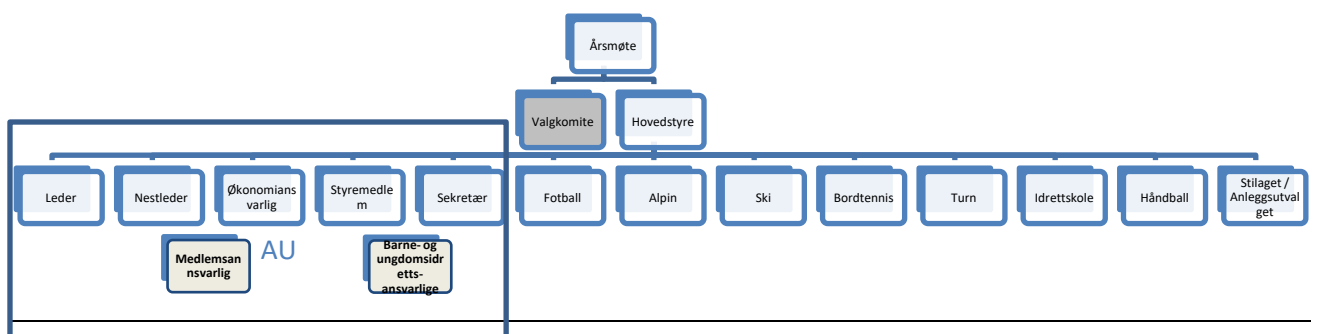 Årsmøte
Valgkomite
Hovedstyre
Leder
Nestleder
Økonomians
varlig
Styremedle
m
Sekretær
Fotball
Alpin
Ski
Bordtennis
Turn
Idrettskole
Håndball
Stilaget /
Anleggsutval
get
Medlemsan
nsvarlig
AU
Barne- og
ungdomsidr
etts-
ansvarlige